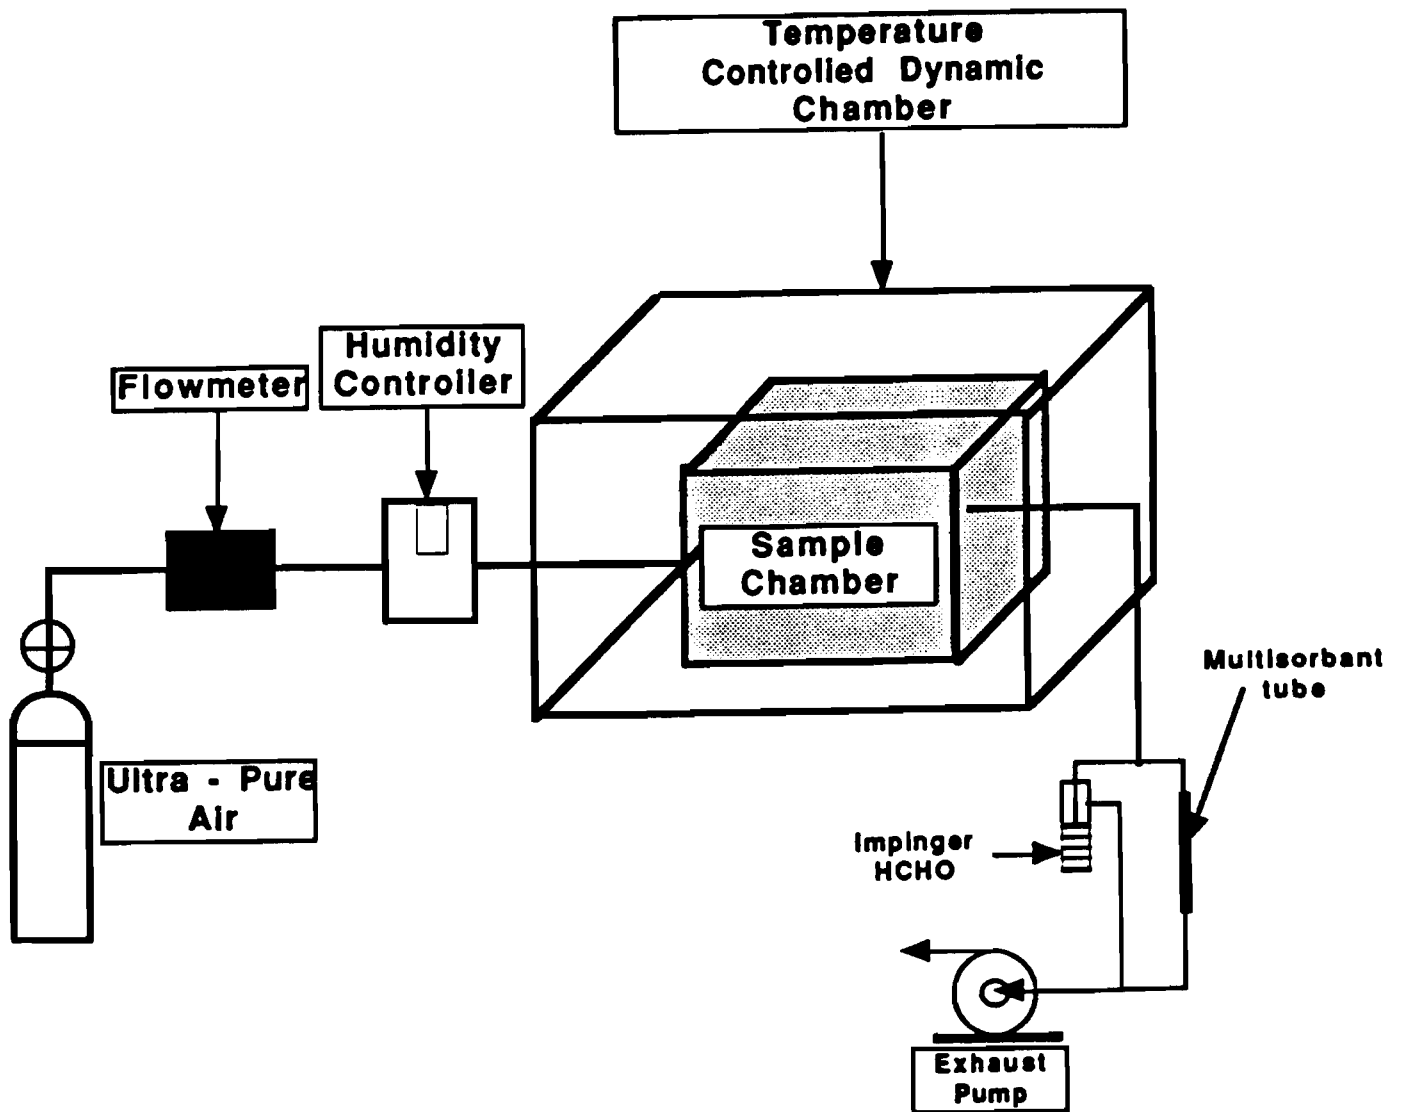 Temperature
Controlled Dynamic
Chamber
Humidity
Controller
Flowmeter
Sample
Chamber
Multisorbant
tube
Ultra - Pure
Air
Impinger
HCHO
Exhaust
Pump